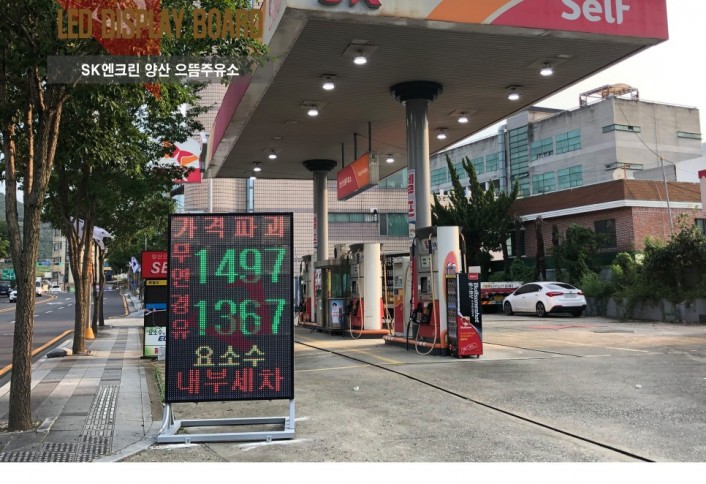 LED DISPLAY BOARD
SK엔크린 양산 으뜸주유소
SK
Self
가격파괴
무연 1497
경유 1367
요소수
내부세차